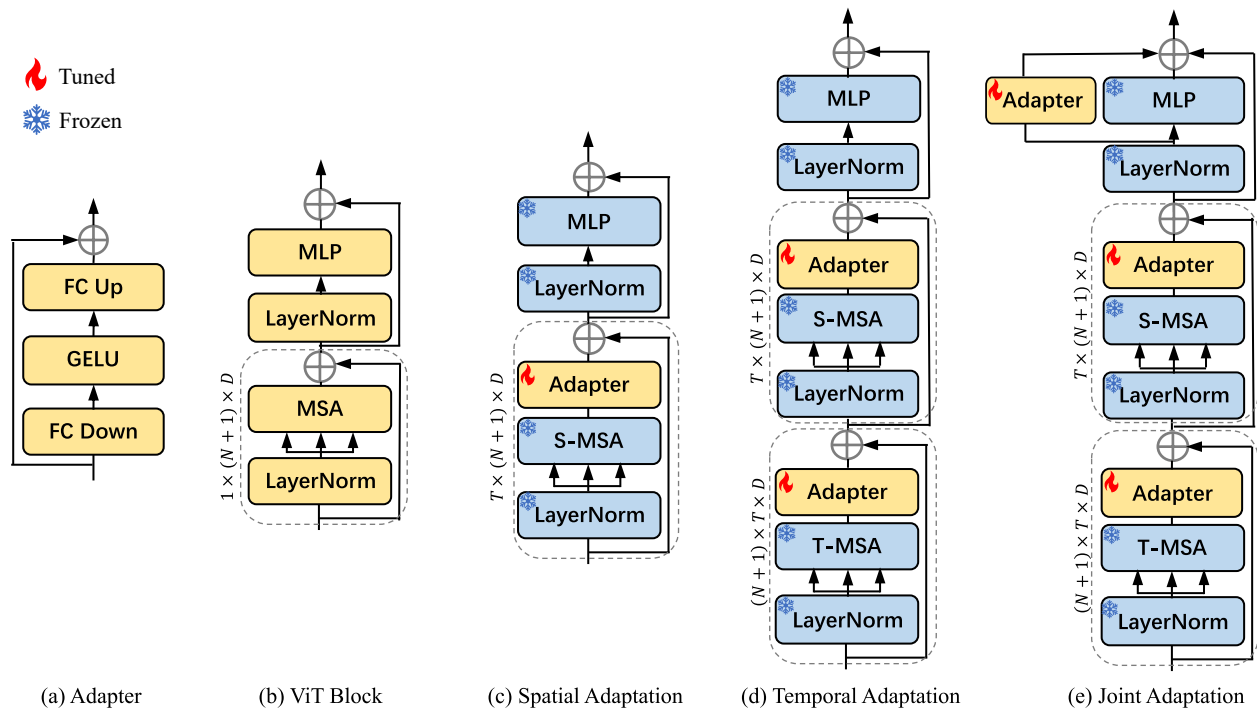 Tuned
Frozen
FC Up
GELU
FC Down
(a) Adapter
MLP
LayerNorm
MSA
LayerNorm
1 × (N + 1) × D
(b) ViT Block
MLP
LayerNorm
Adapter
S-MSA
LayerNorm
T × (N + 1) × D
(c) Spatial Adaptation
MLP
LayerNorm
Adapter
S-MSA
LayerNorm
T × (N + 1) × D
Adapter
T-MSA
LayerNorm
(N + 1) × T × D
(d) Temporal Adaptation
Adapter
MLP
LayerNorm
Adapter
S-MSA
LayerNorm
T × (N + 1) × D
Adapter
T-MSA
LayerNorm
(N + 1) × T × D
(e) Joint Adaptation